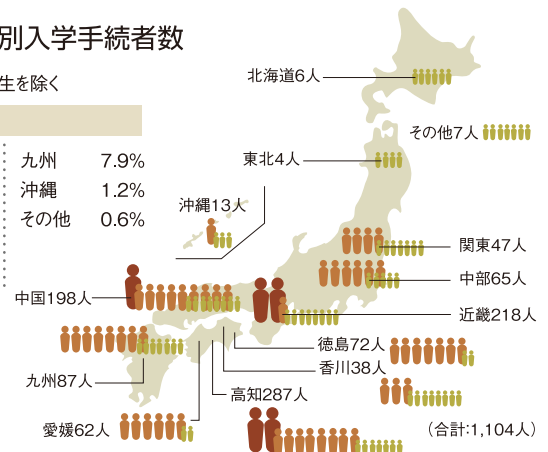 別入学手続者数
生を除く
九州 7.9%
沖縄 1.2%
その他 0.6%
北海道6人
その他7人
東北4人
沖縄13人
関東47人
中部65人
中国198人
近畿218人
徳島72人
香川38人
九州87人
高知287人
愛媛62人
(合計:1,104人)